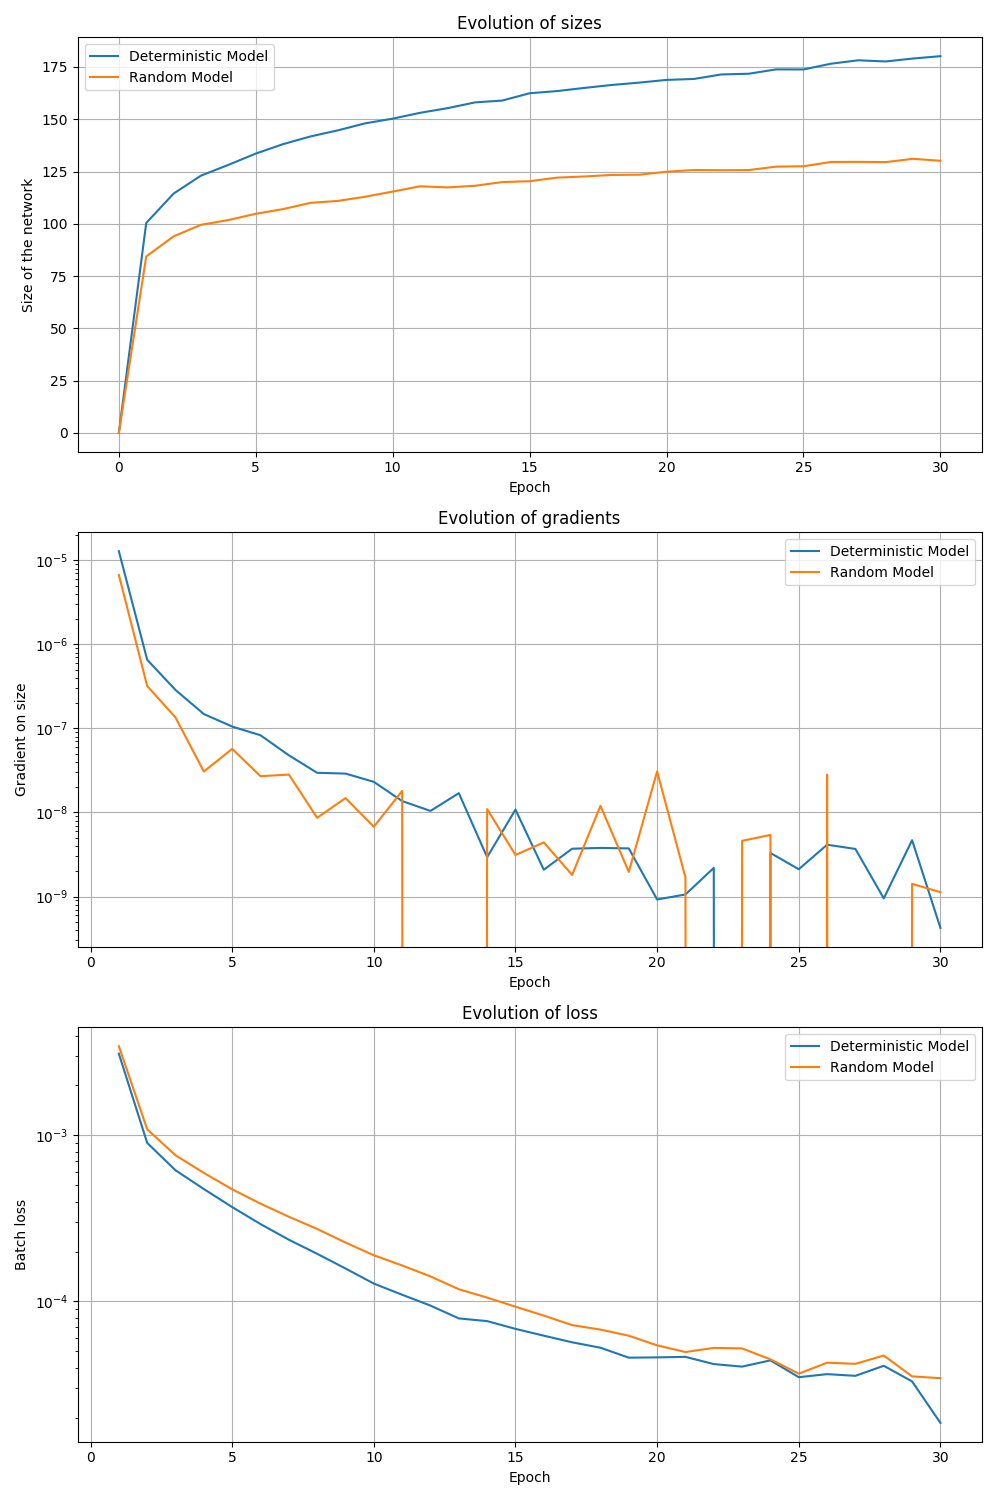 Evolution of sizes
Deterministic Model
Random Model
Size of the network
175
150
125
100
75
50
25
0
0 5 10 15 20 25 30
Epoch
Evolution of gradients
Deterministic Model
Random Model
Gradient on size
10⁻⁵
10⁻⁶
10⁻⁷
10⁻⁸
10⁻⁹
0 5 10 15 20 25 30
Epoch
Evolution of loss
Deterministic Model
Random Model
Batch loss
10⁻³
10⁻⁴
0 5 10 15 20 25 30
Epoch